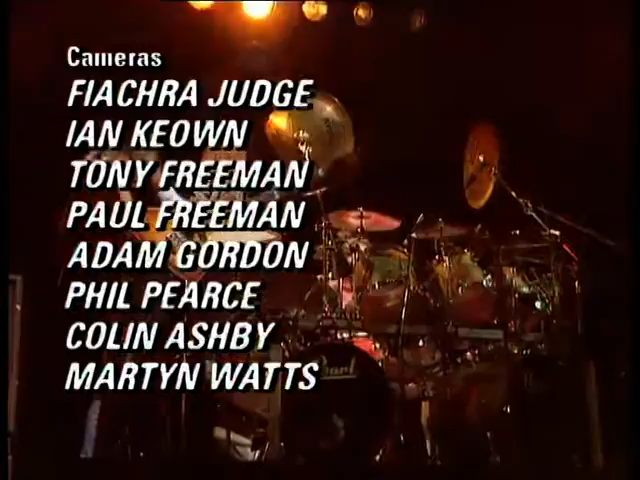 Cameras
FIACHRA JUDGE
IAN KEOWN
TONY FREEMAN
PAUL FREEMAN
ADAM GORDON
PHIL PEARCE
COLIN ASHBY
MARTYN WATTS